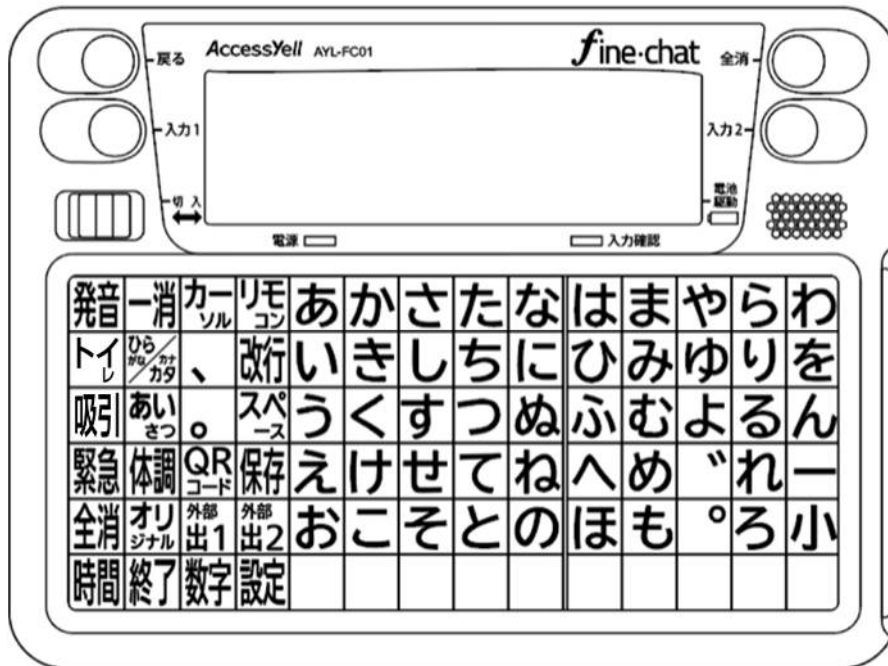 戻る AccessYell AYL-FC01 fine・chat 全消
入力1 入力2
切 入 電池駆動
電源 入力確認
発音 一消 カーソル リモコン あ か さ た な は ま や ら わ
トイレ ひらがな/カタカナ 、 改行 い き し ち に ひ み ゆ り を
吸引 あいさつ 。 スペース う く す つ ぬ ふ む よ る ん
緊急 体調 QRコード 保存 え け せ て ね へ め ゛ れ ー
全消 オリジナル 外部出1 外部出2 お こ そ と の ほ も ゜ ろ 小
時間 終了 数字 設定